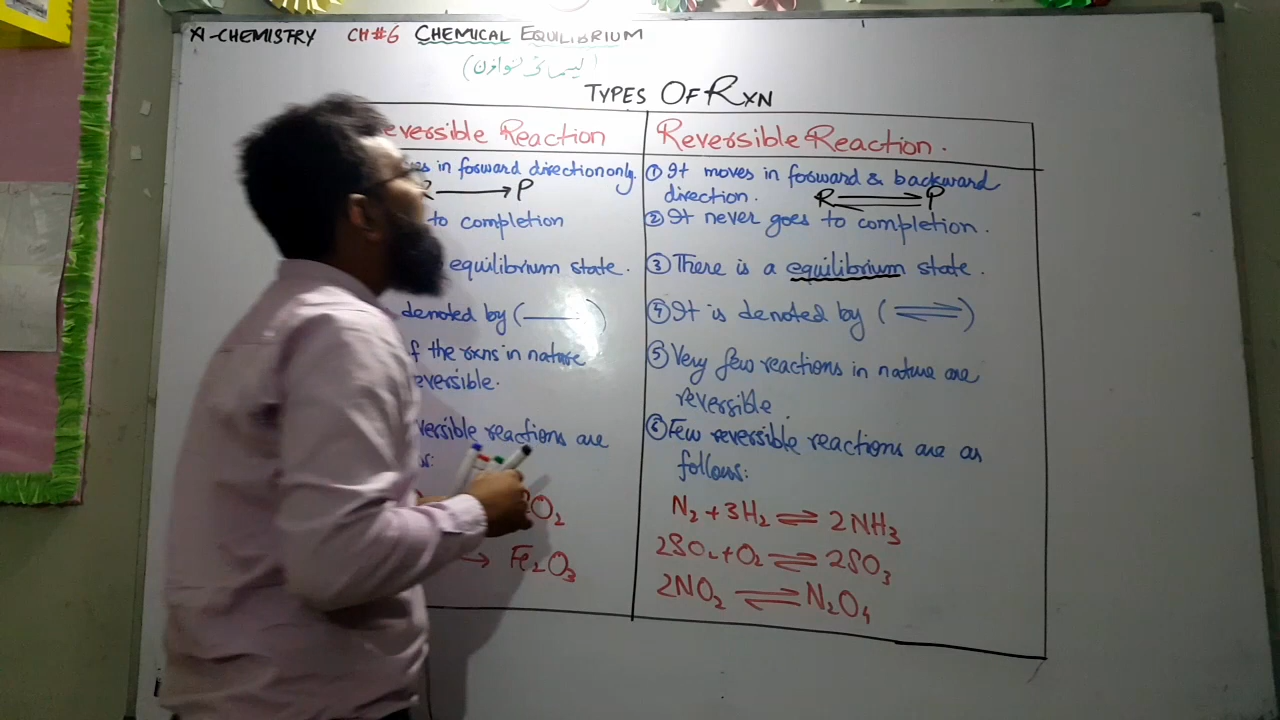 XI-CHEMISTRY CH#6 CHEMICAL EQUILIBRIUM
(کیمیائی توازن)
TYPES OF RXN
eversible Reaction
es in forward direction only.
R → P
to completion
equilibrium state.
denoted by (⟶)
f the rxns in nature
eversible.
versible reactions are
s:
O₂
→ Fe₂O₃
Reversible Reaction.
① It moves in forward & backward
direction. R ⇌ P
② It never goes to completion.
③ There is a equilibrium state.
④ It is denoted by (⇌)
⑤ Very few reactions in nature are
reversible.
⑥ Few reversible reactions are as
follows:
N₂ + 3H₂ ⇌ 2NH₃
2SO₂ + O₂ ⇌ 2SO₃
2NO₂ ⇌ N₂O₄